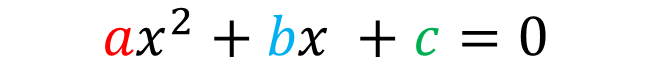 ax² + bx + c = 0